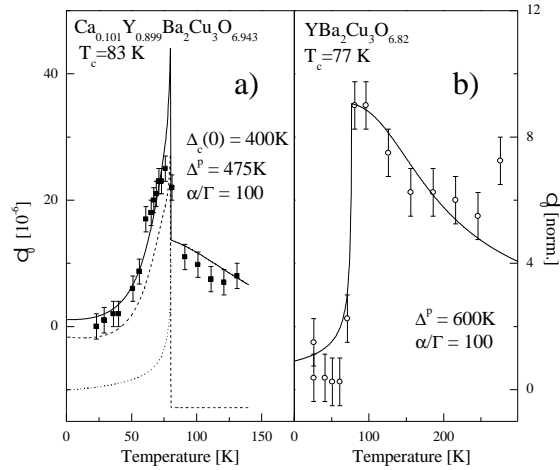 Ca0.101Y0.899Ba2Cu3O6.943
Tc = 83 K
a)
Δc(0) = 400K
Δp = 475K
α/Γ = 100
[10-6]
40
20
0
0
50
100
150
Temperature [K]
YBa2Cu3O6.82
Tc=77 K
b)
Δp = 600K
α/Γ = 100
12
8
4
0
[norm.]
0
100
200
Temperature [K]